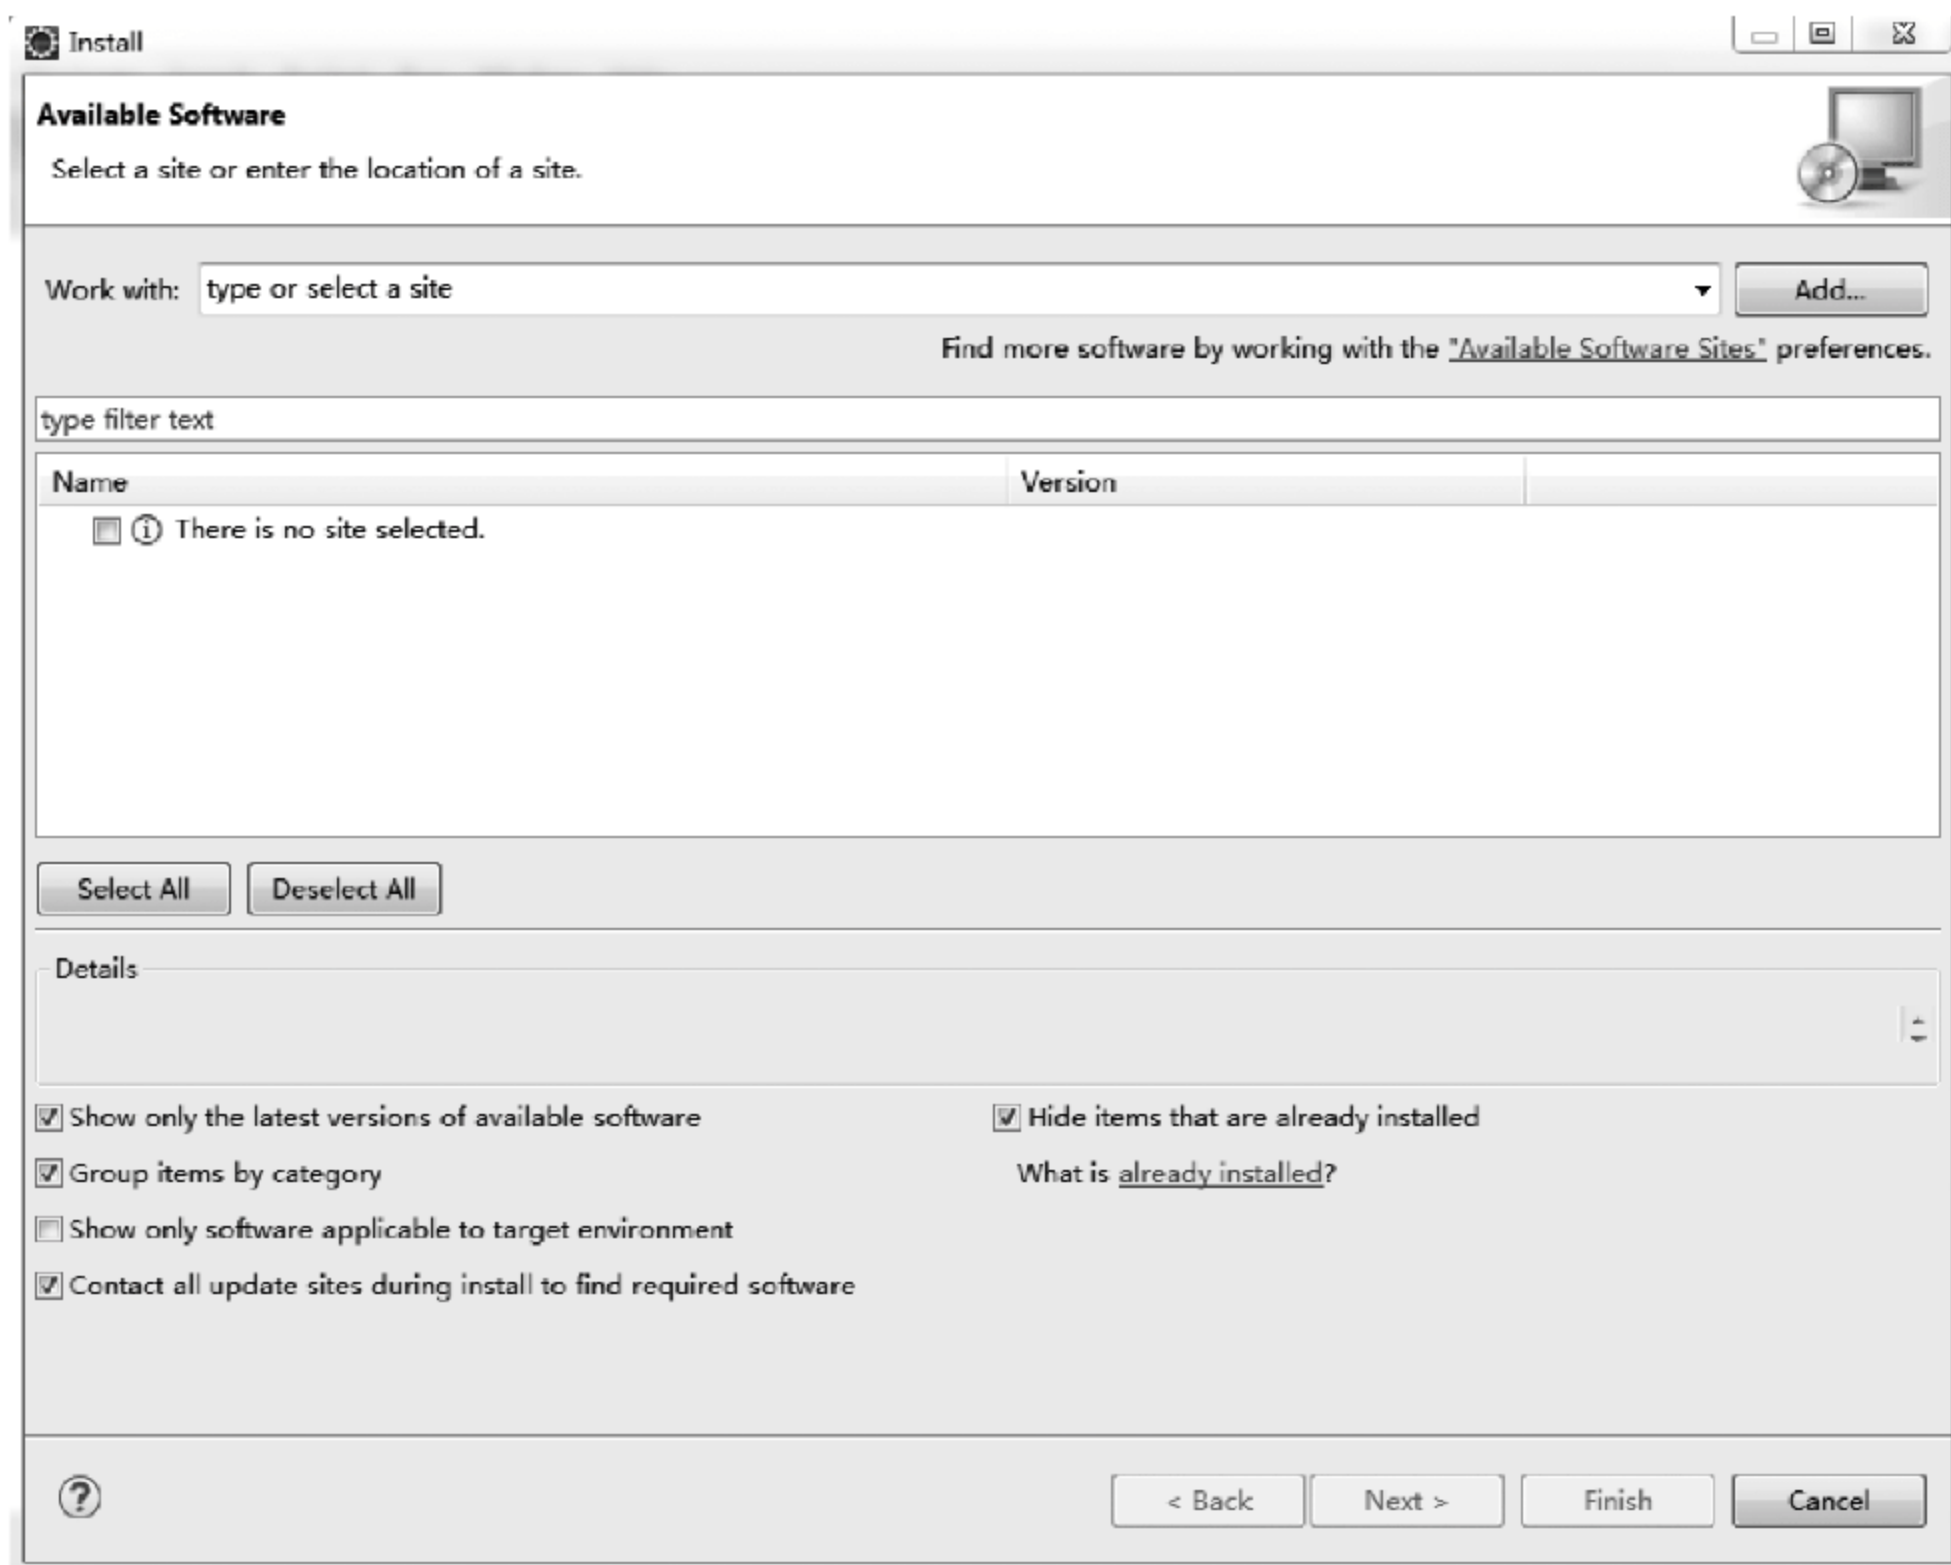 Install
Available Software
Select a site or enter the location of a site.
Work with: type or select a site Add...
Find more software by working with the "Available Software Sites" preferences.
type filter text
Name Version
There is no site selected.
Select All Deselect All
Details
Show only the latest versions of available software Hide items that are already installed
Group items by category What is already installed?
Show only software applicable to target environment
Contact all update sites during install to find required software
< Back Next > Finish Cancel